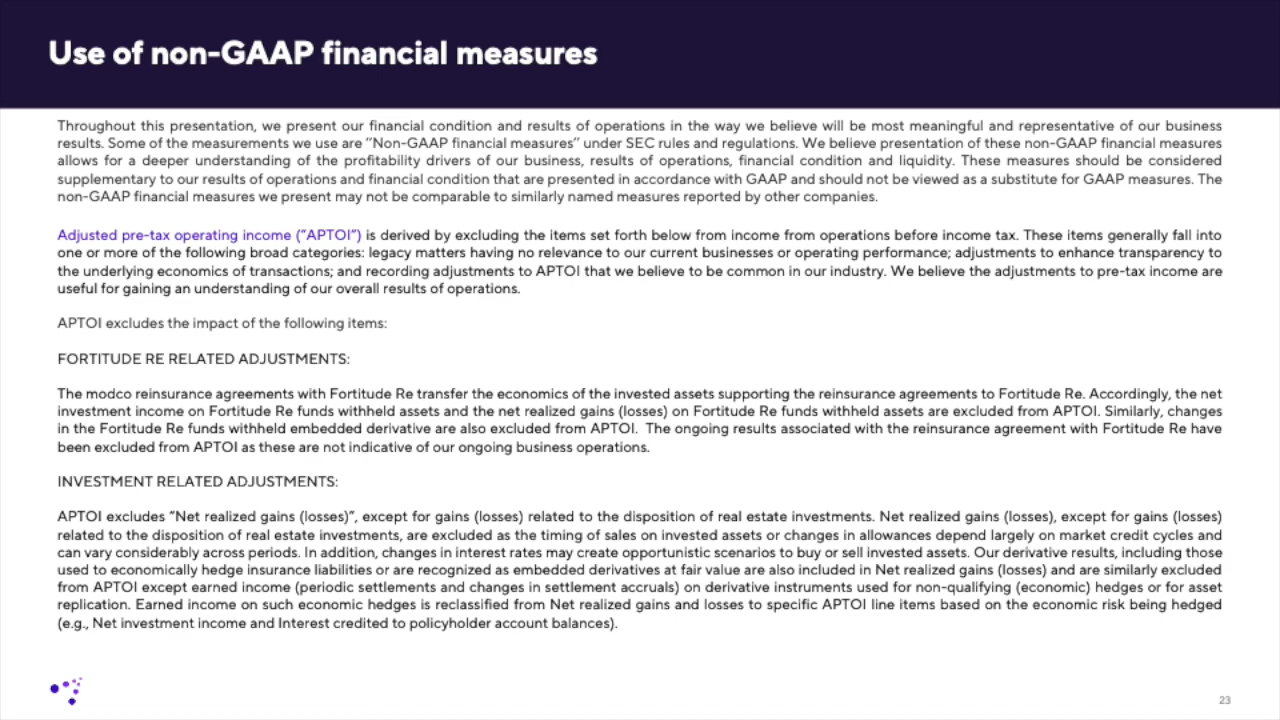 Use of non-GAAP financial measures
Throughout this presentation, we present our financial condition and results of operations in the way we believe will be most meaningful and representative of our business
results. Some of the measurements we use are ‘‘Non-GAAP financial measures’’ under SEC rules and regulations. We believe presentation of these non-GAAP financial measures
allows for a deeper understanding of the profitability drivers of our business, results of operations, financial condition and liquidity. These measures should be considered
supplementary to our results of operations and financial condition that are presented in accordance with GAAP and should not be viewed as a substitute for GAAP measures. The
non-GAAP financial measures we present may not be comparable to similarly named measures reported by other companies.
Adjusted pre-tax operating income (“APTOI”) is derived by excluding the items set forth below from income from operations before income tax. These items generally fall into
one or more of the following broad categories: legacy matters having no relevance to our current businesses or operating performance; adjustments to enhance transparency to
the underlying economics of transactions; and recording adjustments to APTOI that we believe to be common in our industry. We believe the adjustments to pre-tax income are
useful for gaining an understanding of our overall results of operations.
APTOI excludes the impact of the following items:
FORTITUDE RE RELATED ADJUSTMENTS:
The modco reinsurance agreements with Fortitude Re transfer the economics of the invested assets supporting the reinsurance agreements to Fortitude Re. Accordingly, the net
investment income on Fortitude Re funds withheld assets and the net realized gains (losses) on Fortitude Re funds withheld assets are excluded from APTOI. Similarly, changes
in the Fortitude Re funds withheld embedded derivative are also excluded from APTOI. The ongoing results associated with the reinsurance agreement with Fortitude Re have
been excluded from APTOI as these are not indicative of our ongoing business operations.
INVESTMENT RELATED ADJUSTMENTS:
APTOI excludes “Net realized gains (losses)”, except for gains (losses) related to the disposition of real estate investments. Net realized gains (losses), except for gains (losses)
related to the disposition of real estate investments, are excluded as the timing of sales on invested assets or changes in allowances depend largely on market credit cycles and
can vary considerably across periods. In addition, changes in interest rates may create opportunistic scenarios to buy or sell invested assets. Our derivative results, including those
used to economically hedge insurance liabilities or are recognized as embedded derivatives at fair value are also included in Net realized gains (losses) and are similarly excluded
from APTOI except earned income (periodic settlements and changes in settlement accruals) on derivative instruments used for non-qualifying (economic) hedges or for asset
replication. Earned income on such economic hedges is reclassified from Net realized gains and losses to specific APTOI line items based on the economic risk being hedged
(e.g., Net investment income and Interest credited to policyholder account balances).
23